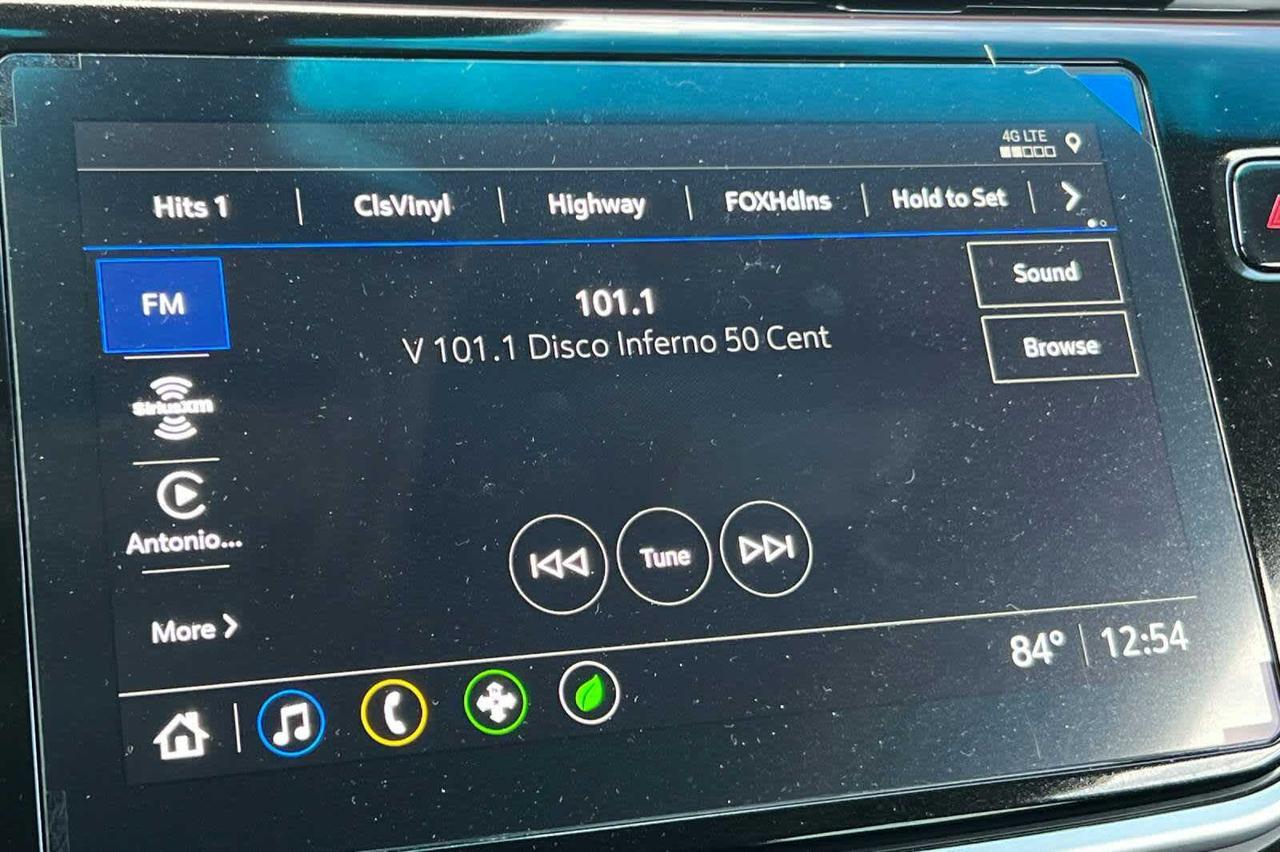 4G LTE
Hits 1 ClsVinyl Highway FOXHdlns Hold to Set
FM
101.1
V 101.1 Disco Inferno 50 Cent
Sound
Browse
siriusxm
Antonio...
Tune
More
84° 12:54